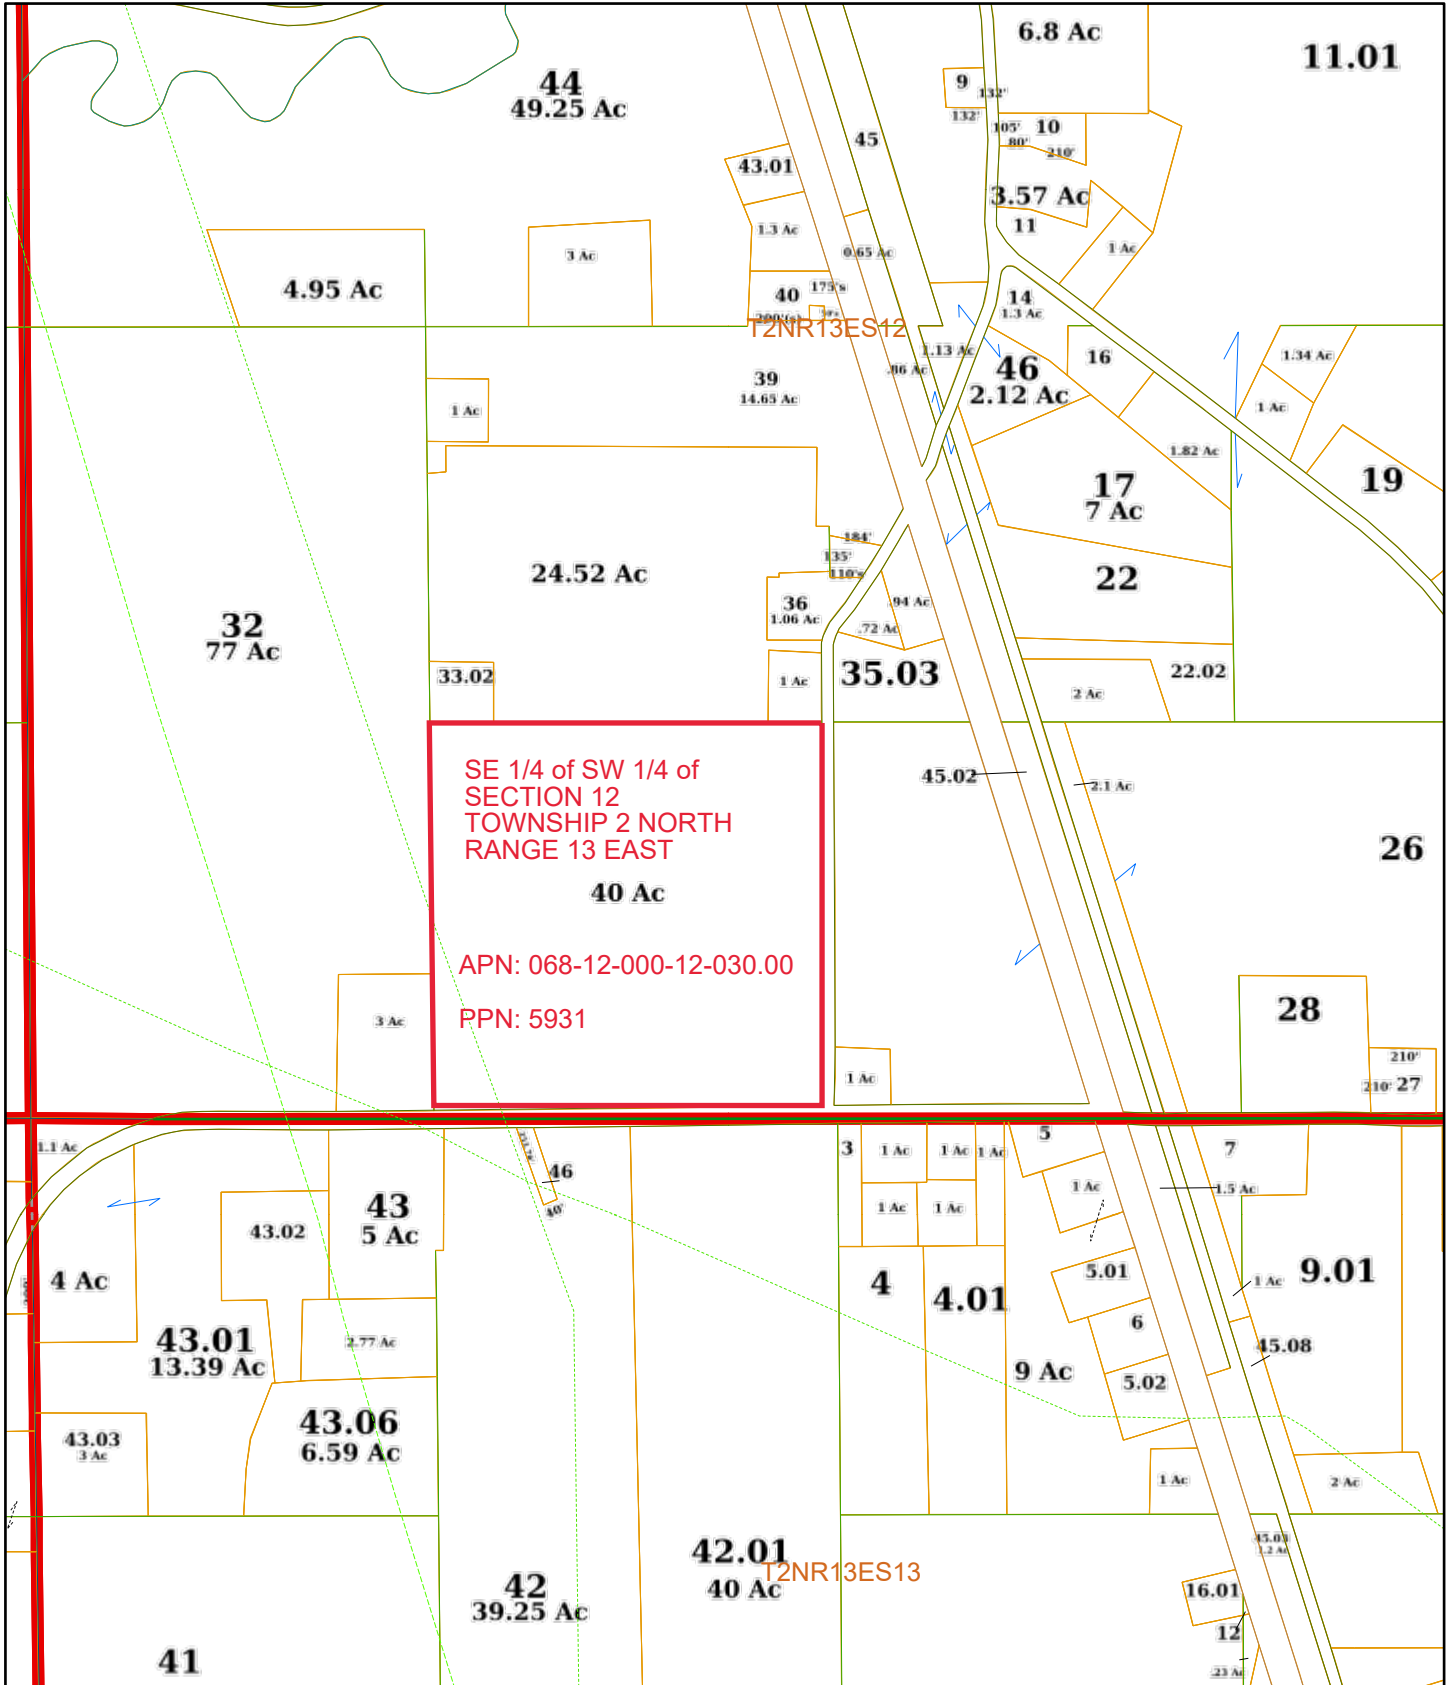 6.8 Ac
11.01
44
49.25 Ac
9
132'
132'
105'
10
80'
210'
45
43.01
3.57 Ac
11
1.3 Ac
1 Ac
3 Ac
0.65 Ac
4.95 Ac
40
175's
14
1.3 Ac
T2NR13ES12
1.13 Ac
.86 Ac
46
2.12 Ac
16
1.34 Ac
39
14.65 Ac
1 Ac
1 Ac
1.82 Ac
17
7 Ac
19
184'
135'
110's
24.52 Ac
22
36
1.06 Ac
.94 Ac
.72 Ac
32
77 Ac
33.02
1 Ac
35.03
2 Ac
22.02
SE 1/4 of SW 1/4 of
SECTION 12
TOWNSHIP 2 NORTH
RANGE 13 EAST
40 Ac
APN: 068-12-000-12-030.00
PPN: 5931
45.02
2.1 Ac
26
3 Ac
28
210'
210'
27
1 Ac
1.1 Ac
46
40'
3
1 Ac
1 Ac
1 Ac
5
7
1 Ac
1.5 Ac
43
5 Ac
43.02
1 Ac
1 Ac
4 Ac
4
4.01
5.01
1 Ac
9.01
43.01
13.39 Ac
2.77 Ac
6
45.08
9 Ac
5.02
43.06
6.59 Ac
43.03
3 Ac
1 Ac
2 Ac
45.03
1.2 Ac
42.01
40 Ac
T2NR13ES13
42
39.25 Ac
16.01
12
.23 Ac
41